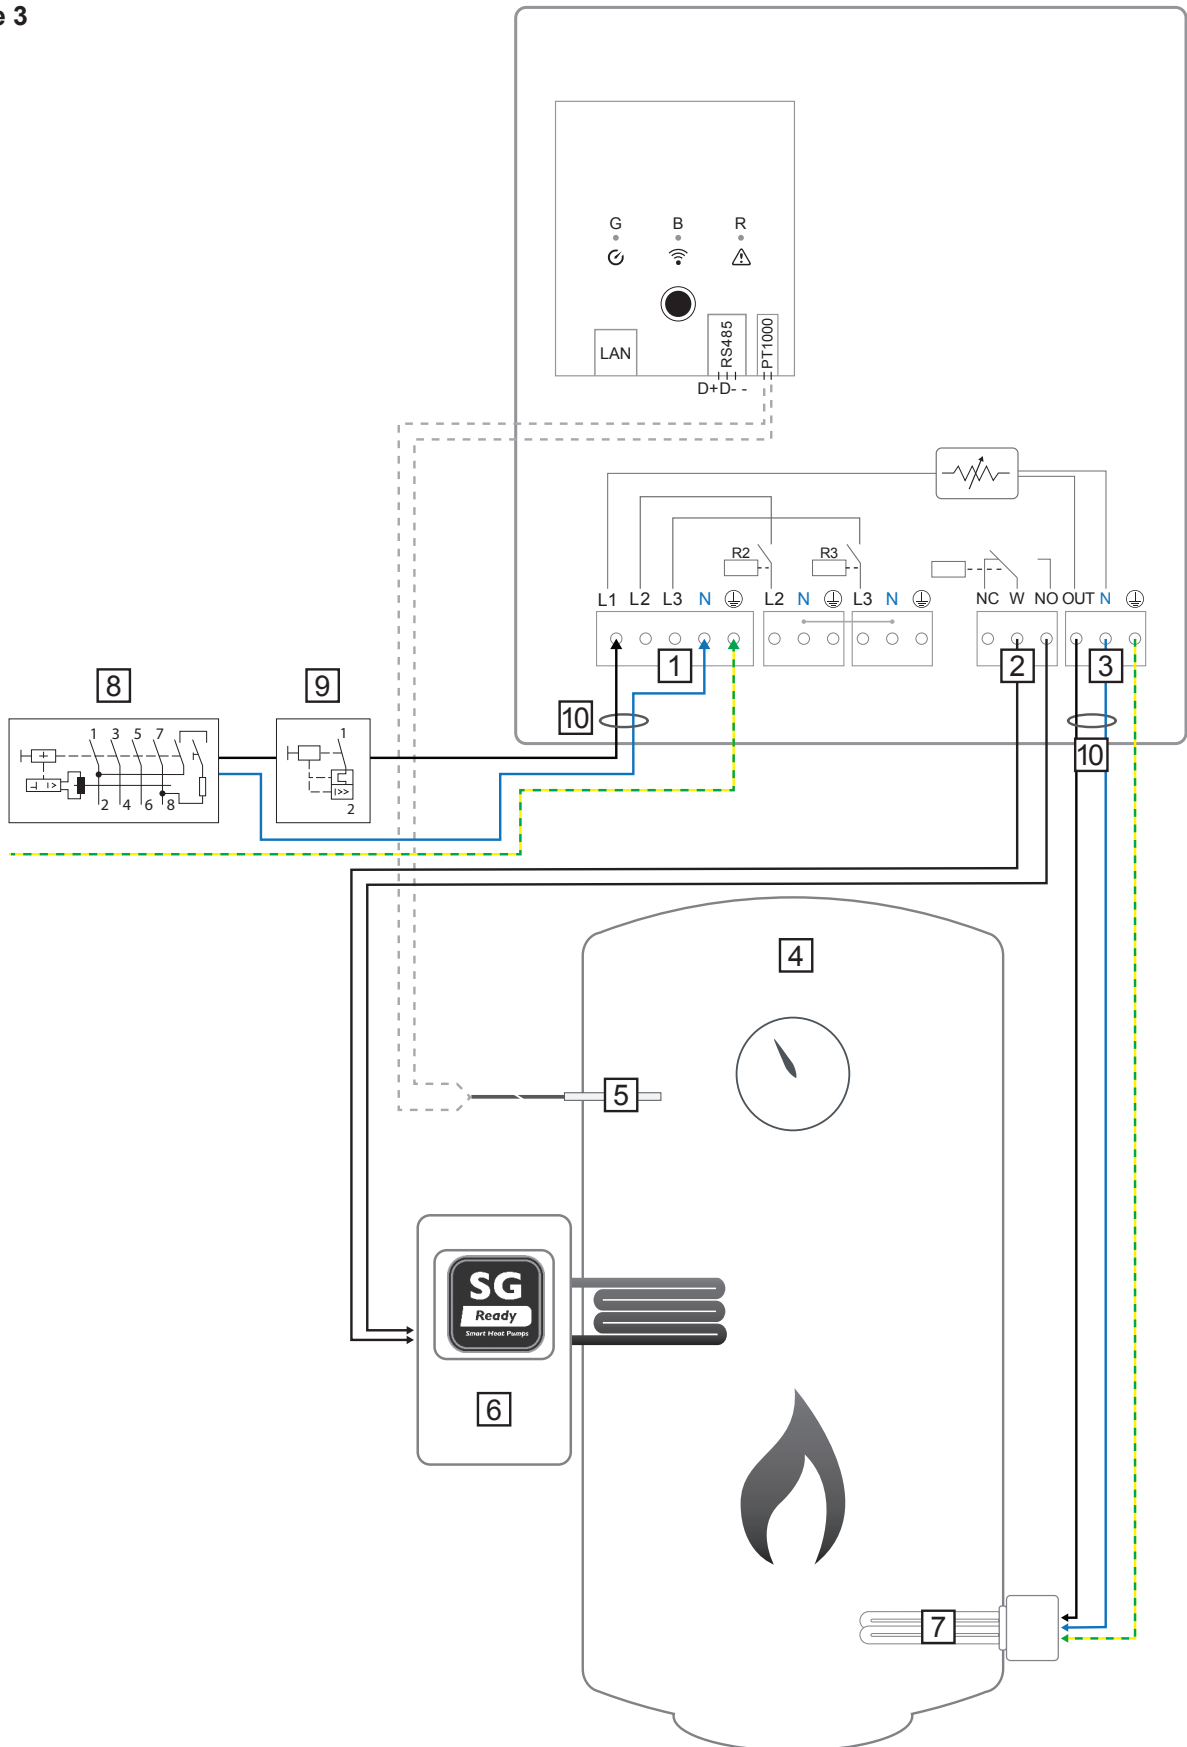 e 3
G B R
LAN
RS485
PT1000
D+D- -
R2 R3
L1 L2 L3 N L2 N L3 N NC W NO OUT N
1 2 3
8 9
10
10
1 3 5 7
I>
2 4 6 8
1
I>>
2
4
5
SG
Ready
Smart Heat Pumps
6
7